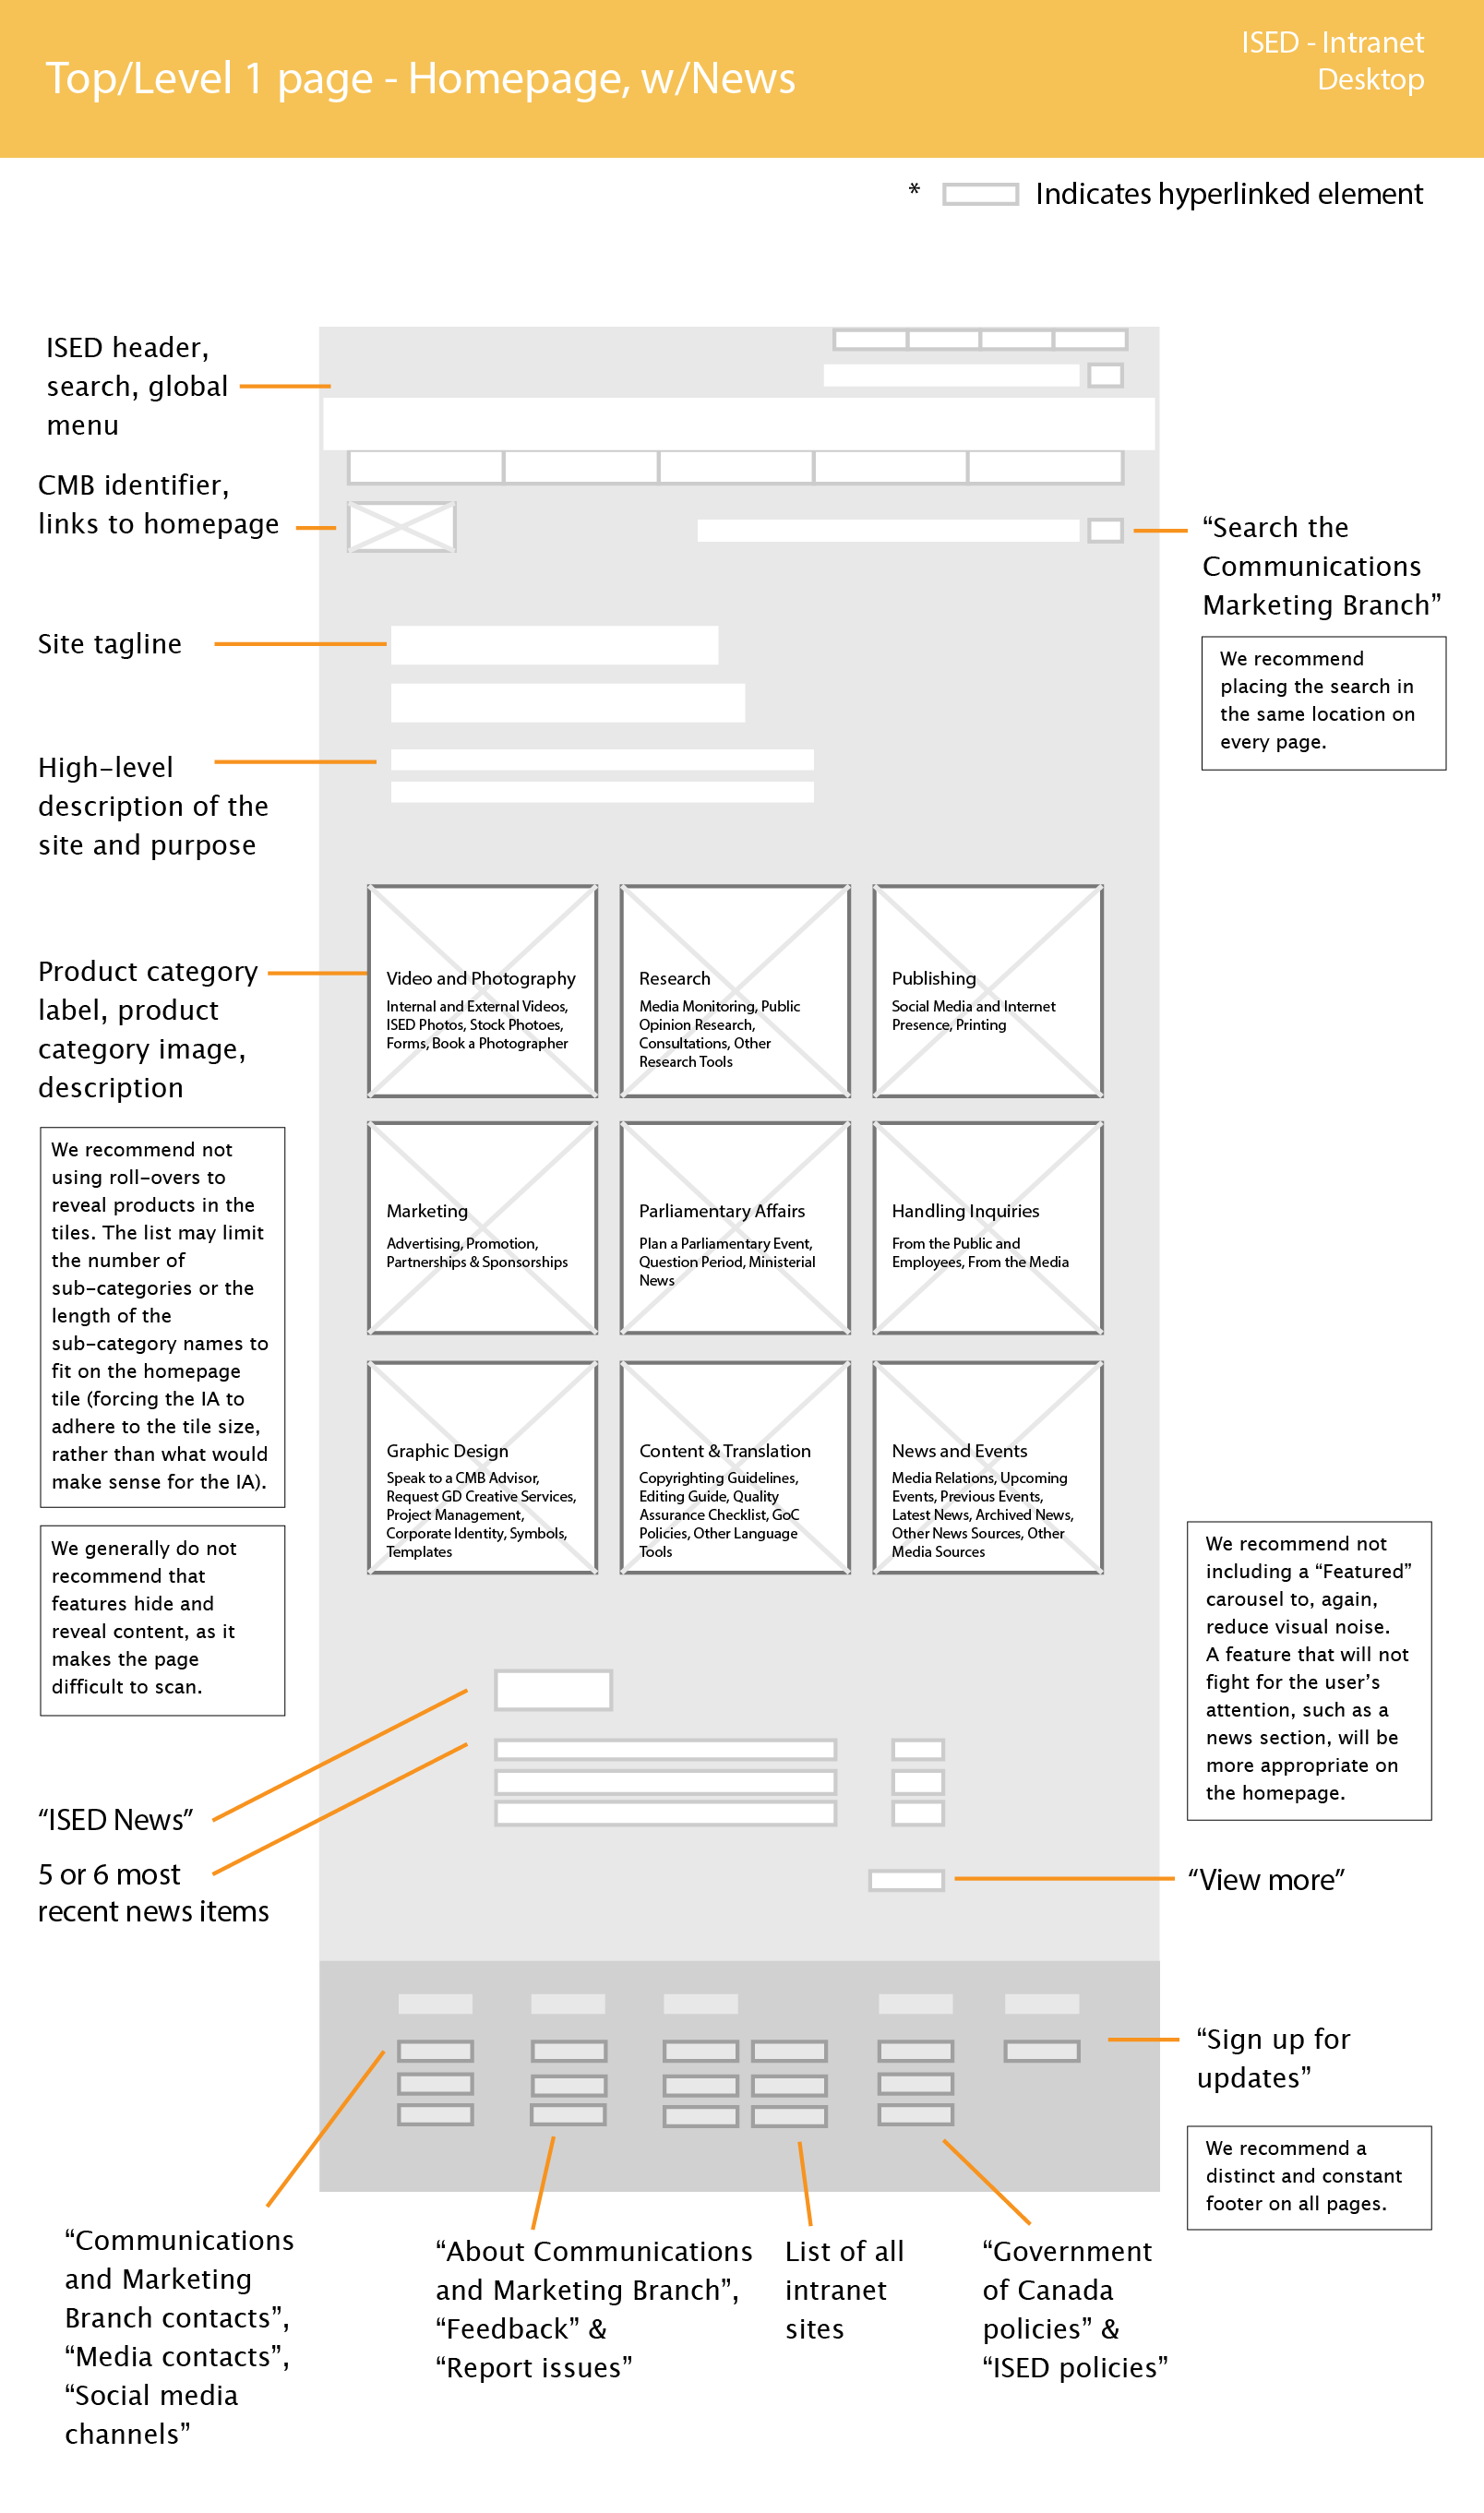 Top/Level 1 page - Homepage, w/News
ISED - Intranet
Desktop
* Indicates hyperlinked element
ISED header,
search, global
menu
CMB identifier,
links to homepage
“Search the
Communications
Marketing Branch”
We recommend
placing the search in
the same location on
every page.
Site tagline
High-level
description of the
site and purpose
Product category
label, product
category image,
description
Video and Photography
Internal and External Videos,
ISED Photos, Stock Photoes,
Forms, Book a Photographer
Research
Media Monitoring, Public
Opinion Research,
Consultations, Other
Research Tools
Publishing
Social Media and Internet
Presence, Printing
We recommend not
using roll-overs to
reveal products in the
tiles. The list may limit
the number of
sub-categories or the
length of the
sub-category names to
fit on the homepage
tile (forcing the IA to
adhere to the tile size,
rather than what would
make sense for the IA).
Marketing
Advertising, Promotion,
Partnerships & Sponsorships
Parliamentary Affairs
Plan a Parliamentary Event,
Question Period, Ministerial
News
Handling Inquiries
From the Public and
Employees, From the Media
Graphic Design
Speak to a CMB Advisor,
Request GD Creative Services,
Project Management,
Corporate Identity, Symbols,
Templates
Content & Translation
Copyrighting Guidelines,
Editing Guide, Quality
Assurance Checklist, GoC
Policies, Other Language
Tools
News and Events
Media Relations, Upcoming
Events, Previous Events,
Latest News, Archived News,
Other News Sources, Other
Media Sources
We generally do not
recommend that
features hide and
reveal content, as it
makes the page
difficult to scan.
We recommend not
including a “Featured”
carousel to, again,
reduce visual noise.
A feature that will not
fight for the user’s
attention, such as a
news section, will be
more appropriate on
the homepage.
“ISED News”
5 or 6 most
recent news items
“View more”
“Sign up for
updates”
We recommend a
distinct and constant
footer on all pages.
“Communications
and Marketing
Branch contacts”,
“Media contacts”,
“Social media
channels”
“About Communications
and Marketing Branch”,
“Feedback” &
“Report issues”
List of all
intranet
sites
“Government
of Canada
policies” &
“ISED policies”